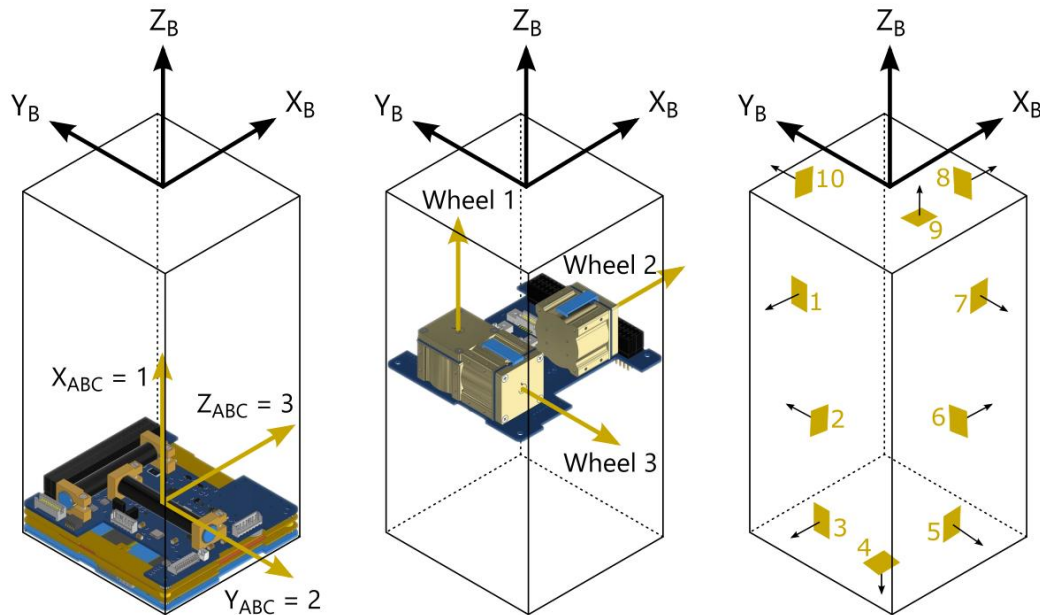 Z_B
Y_B
X_B
X_ABC = 1
Z_ABC = 3
Y_ABC = 2
Z_B
Y_B
X_B
Wheel 1
Wheel 2
Wheel 3
Z_B
Y_B
X_B
10
8
9
1
7
2
6
3
4
5